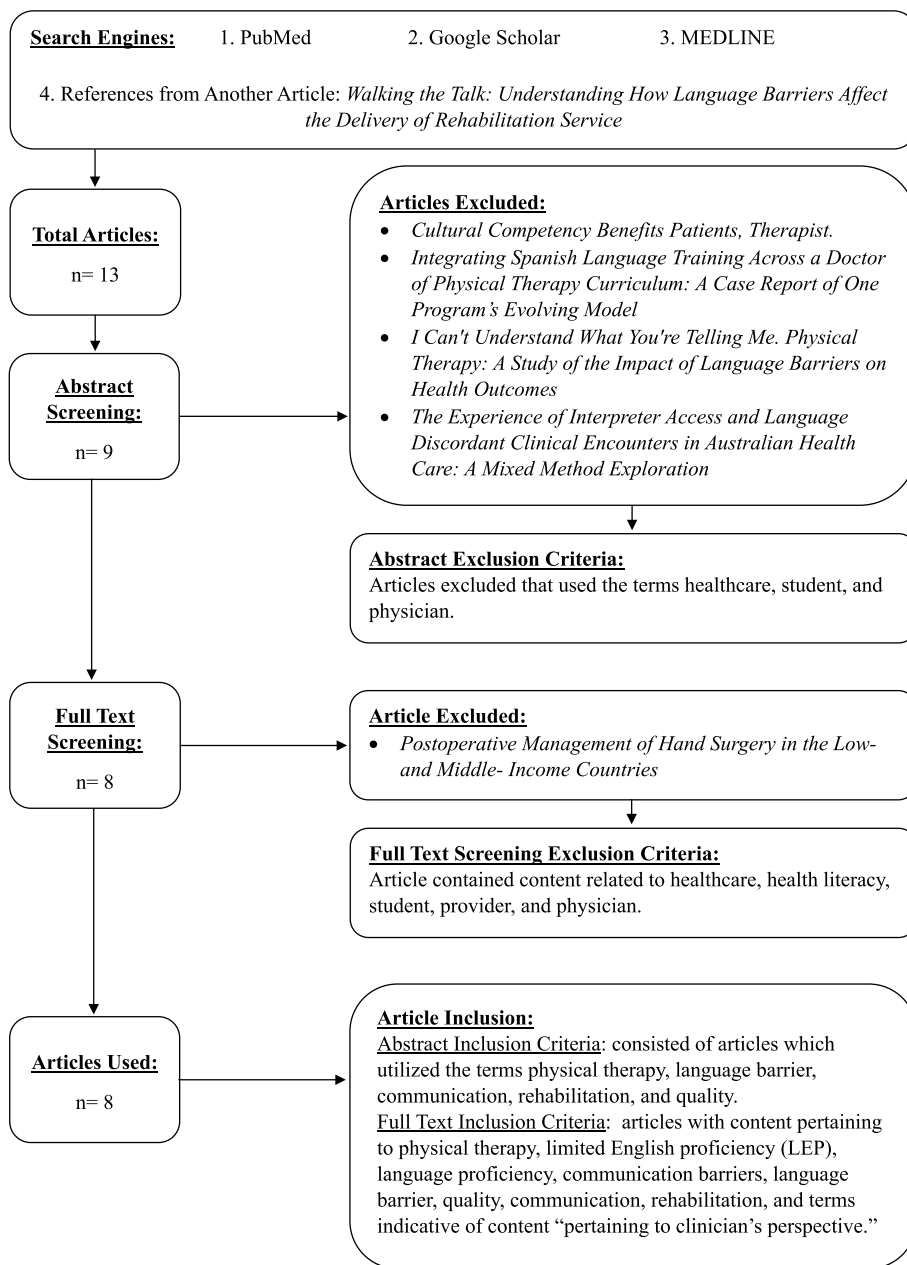 Search Engines: 1. PubMed 2. Google Scholar 3. MEDLINE
4. References from Another Article: Walking the Talk: Understanding How Language Barriers Affect
the Delivery of Rehabilitation Service
Total Articles:
n= 13
Articles Excluded:
• Cultural Competency Benefits Patients, Therapist.
• Integrating Spanish Language Training Across a Doctor
of Physical Therapy Curriculum: A Case Report of One
Program’s Evolving Model
• I Can't Understand What You're Telling Me. Physical
Therapy: A Study of the Impact of Language Barriers on
Health Outcomes
• The Experience of Interpreter Access and Language
Discordant Clinical Encounters in Australian Health
Care: A Mixed Method Exploration
Abstract
Screening:
n= 9
Abstract Exclusion Criteria:
Articles excluded that used the terms healthcare, student, and
physician.
Full Text
Screening:
n= 8
Article Excluded:
• Postoperative Management of Hand Surgery in the Low-
and Middle- Income Countries
Full Text Screening Exclusion Criteria:
Article contained content related to healthcare, health literacy,
student, provider, and physician.
Articles Used:
n= 8
Article Inclusion:
Abstract Inclusion Criteria: consisted of articles which
utilized the terms physical therapy, language barrier,
communication, rehabilitation, and quality.
Full Text Inclusion Criteria: articles with content pertaining
to physical therapy, limited English proficiency (LEP),
language proficiency, communication barriers, language
barrier, quality, communication, rehabilitation, and terms
indicative of content “pertaining to clinician’s perspective.”